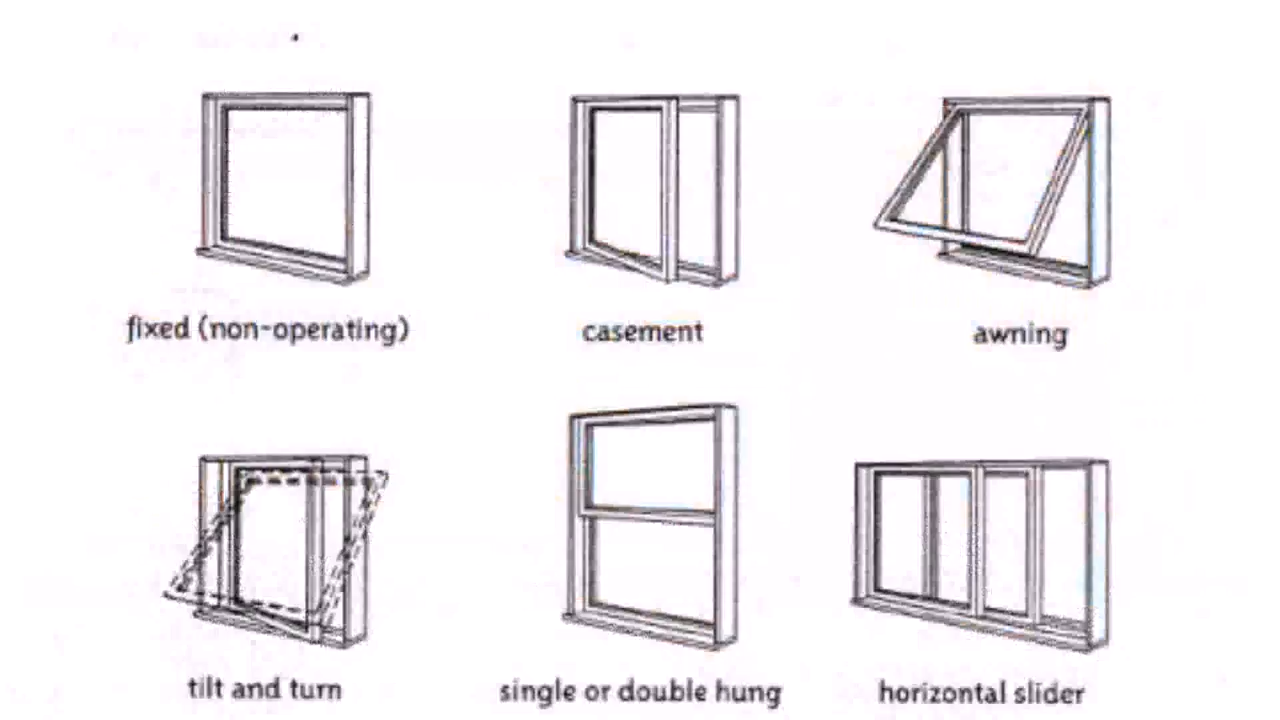 fixed (non-operating)
casement
awning
tilt and turn
single or double hung
horizontal slider